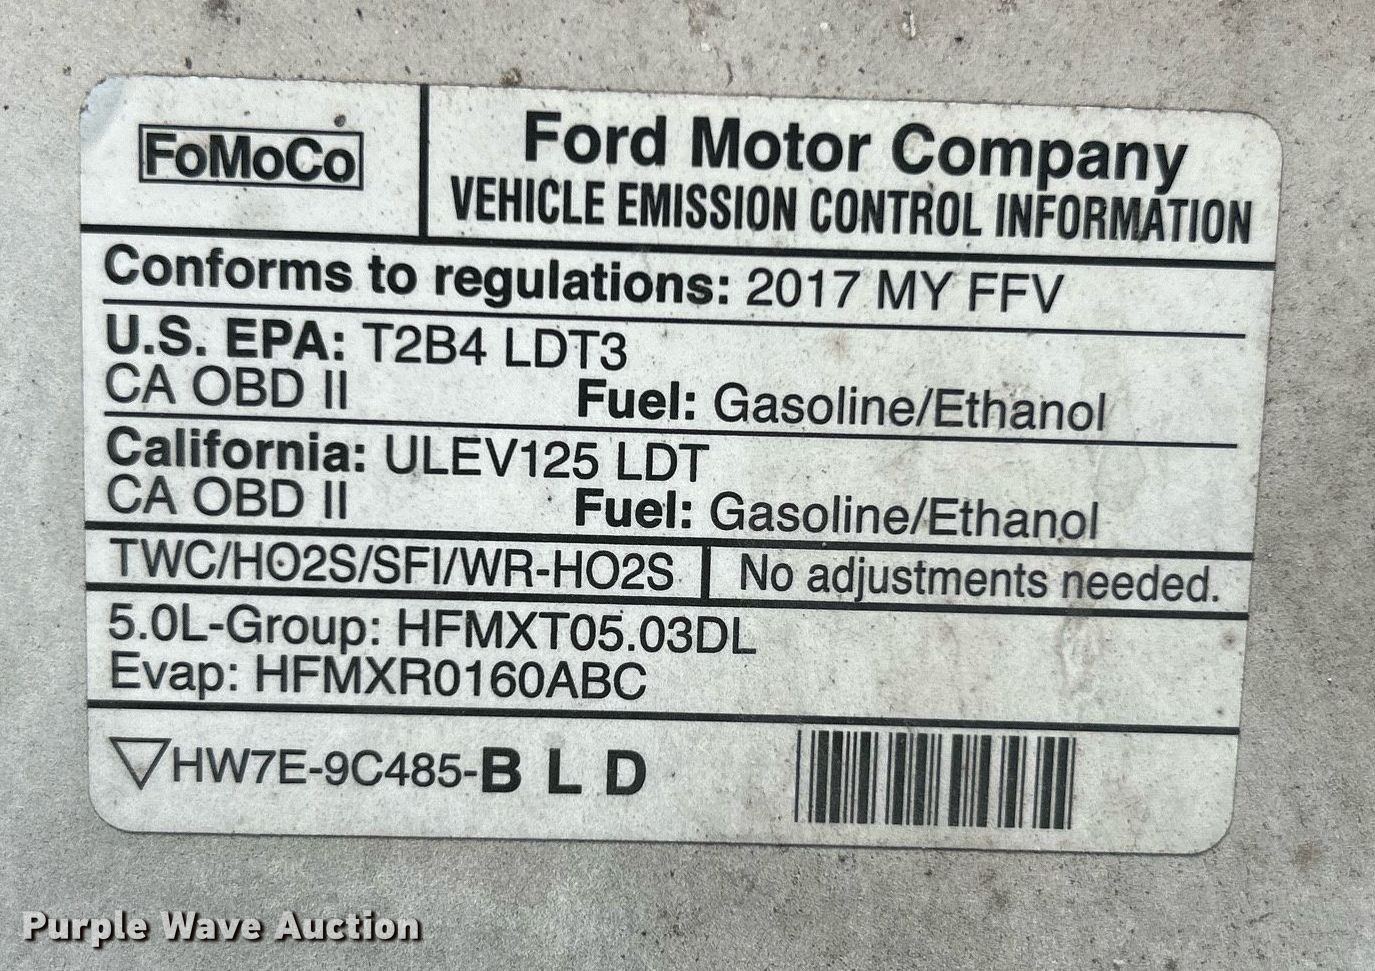 FoMoCo
Ford Motor Company
VEHICLE EMISSION CONTROL INFORMATION
Conforms to regulations: 2017 MY FFV
U.S. EPA: T2B4 LDT3
CA OBD II Fuel: Gasoline/Ethanol
California: ULEV125 LDT
CA OBD II Fuel: Gasoline/Ethanol
TWC/HO2S/SFI/WR-HO2S No adjustments needed.
5.0L-Group: HFMXT05.03DL
Evap: HFMXR0160ABC
HW7E-9C485-B L D
Purple Wave Auction